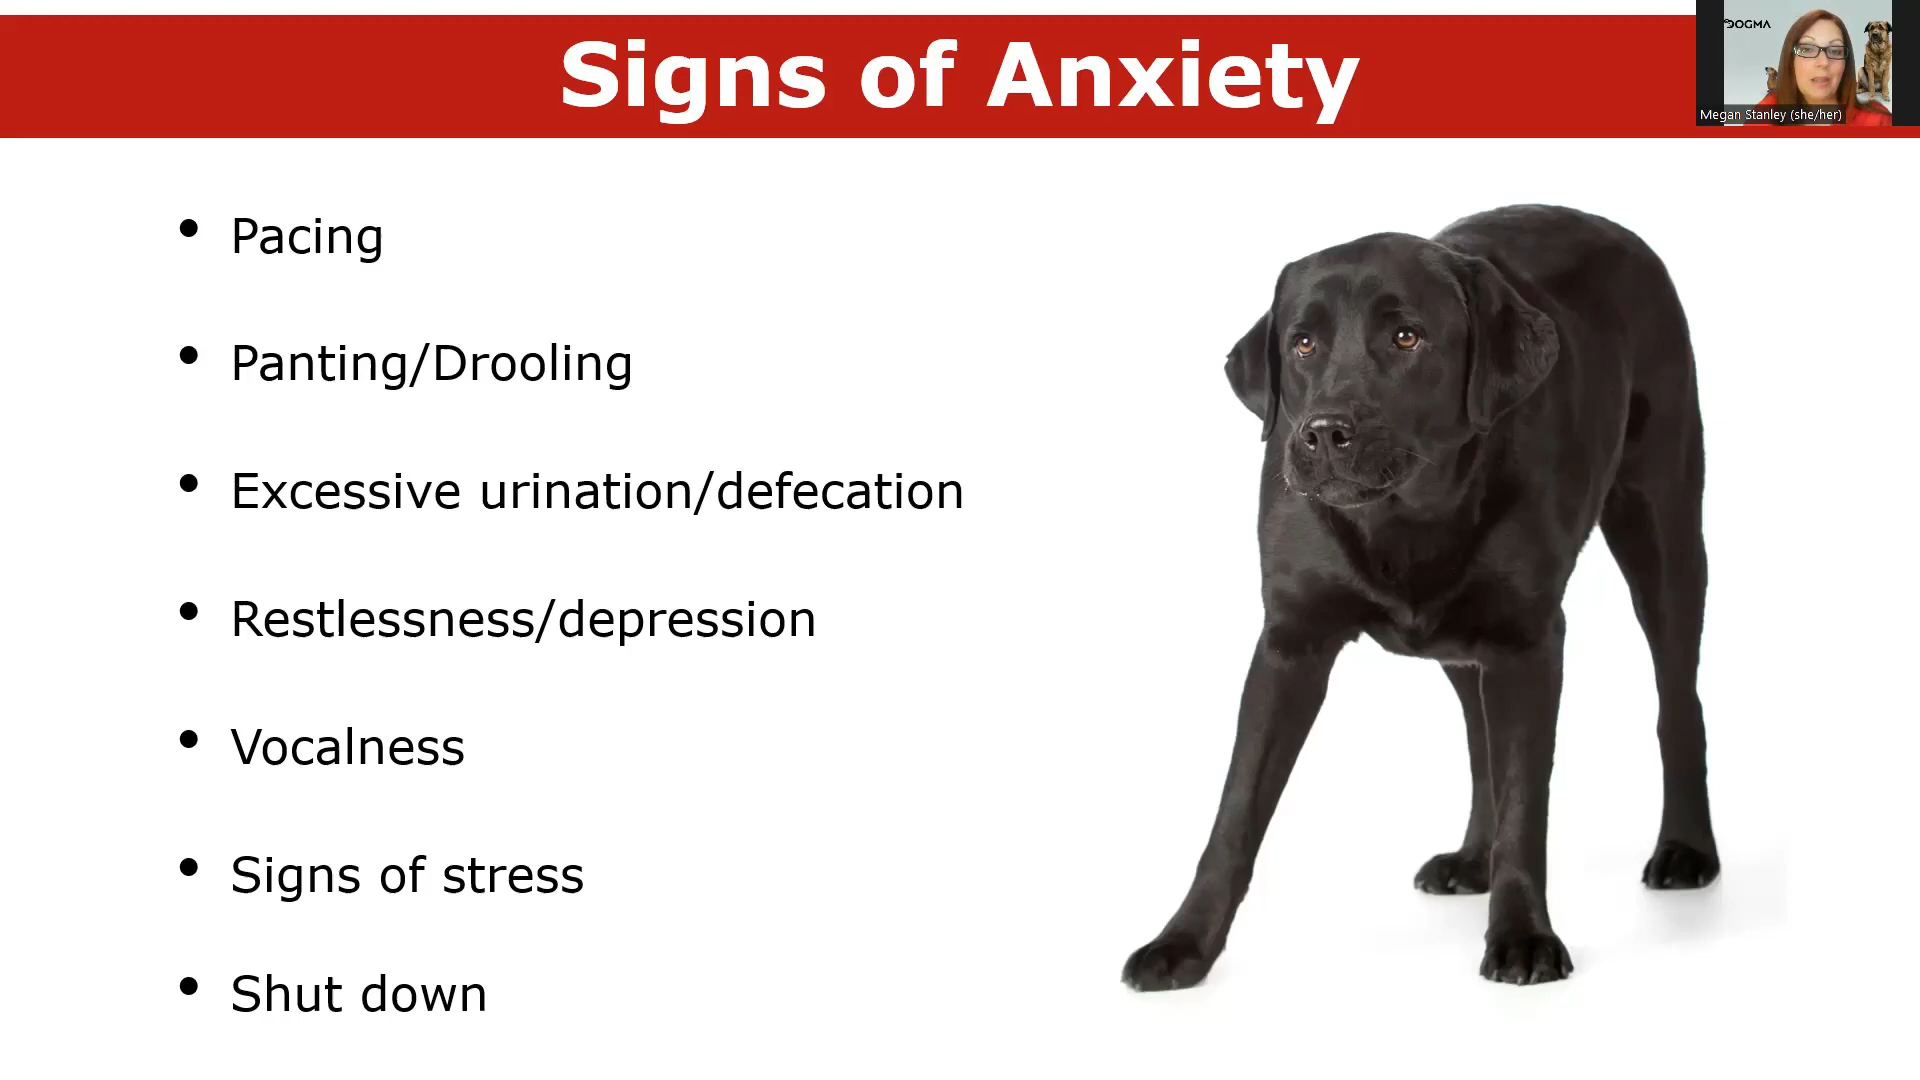 Signs of Anxiety
DOGMA
Megan Stanley (she/her)
• Pacing
• Panting/Drooling
• Excessive urination/defecation
• Restlessness/depression
• Vocalness
• Signs of stress
• Shut down